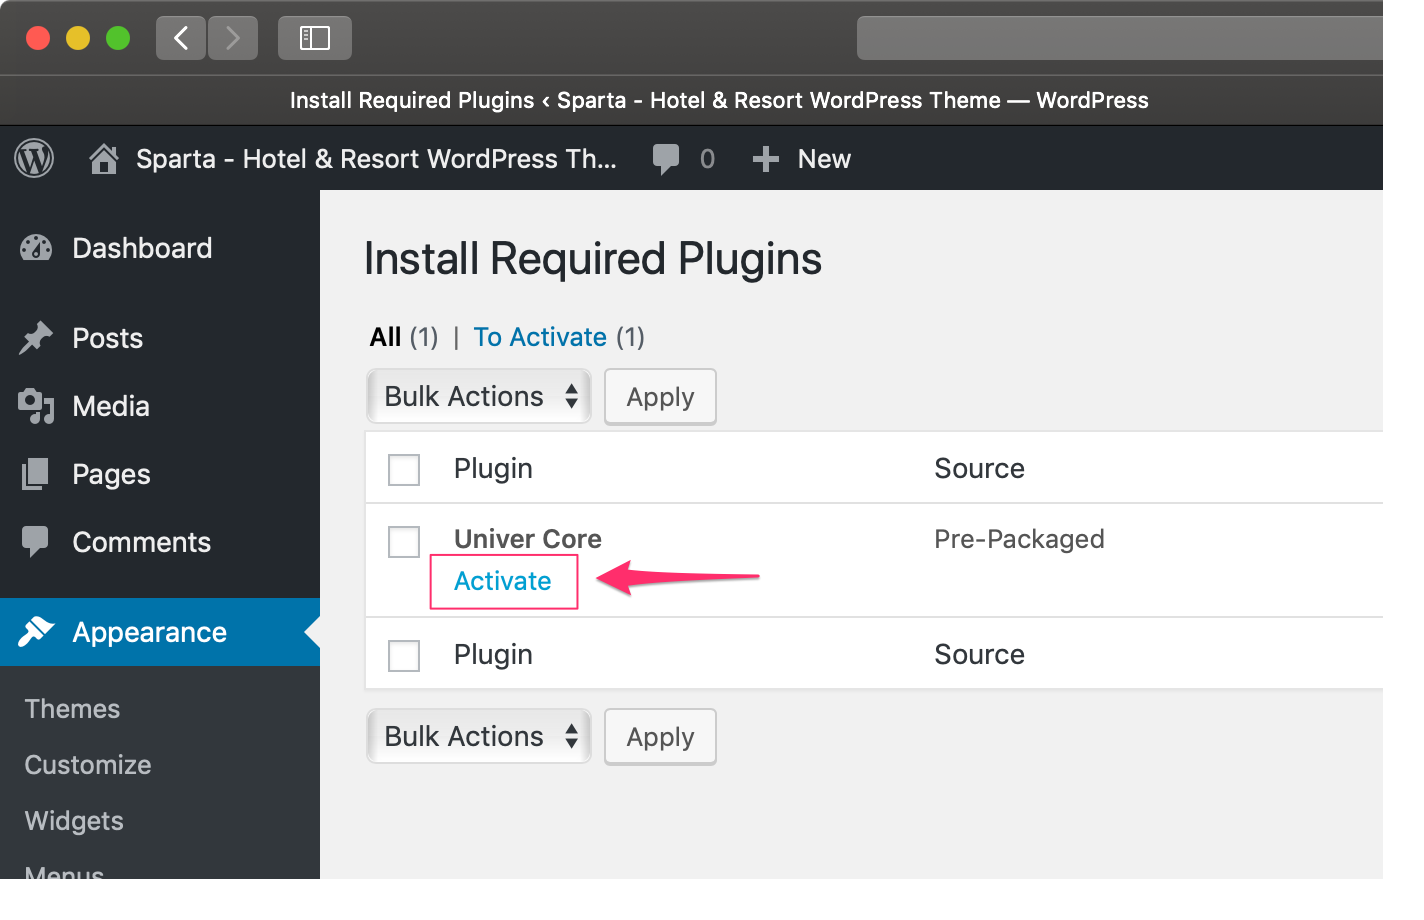 Install Required Plugins ‹ Sparta - Hotel & Resort WordPress Theme — WordPress
Sparta - Hotel & Resort WordPress Th... 0 New
Dashboard
Posts
Media
Pages
Comments
Appearance
Themes
Customize
Widgets
Menus
Install Required Plugins
All (1) | To Activate (1)
Bulk Actions Apply
Plugin Source
Univer Core Pre-Packaged
Activate
Plugin Source
Bulk Actions Apply